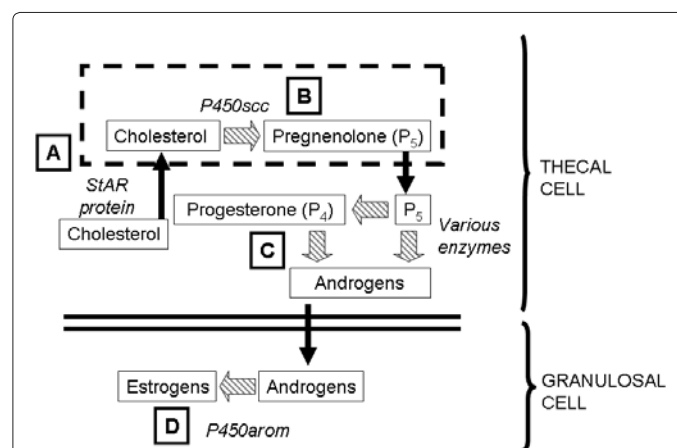 B
P450scc
Cholesterol
Pregnenolone (P5)
A
StAR
protein
Cholesterol
Progesterone (P4)
P5
Various
enzymes
C
Androgens
THECAL
CELL
Estrogens
Androgens
D
P450arom
GRANULOSAL
CELL